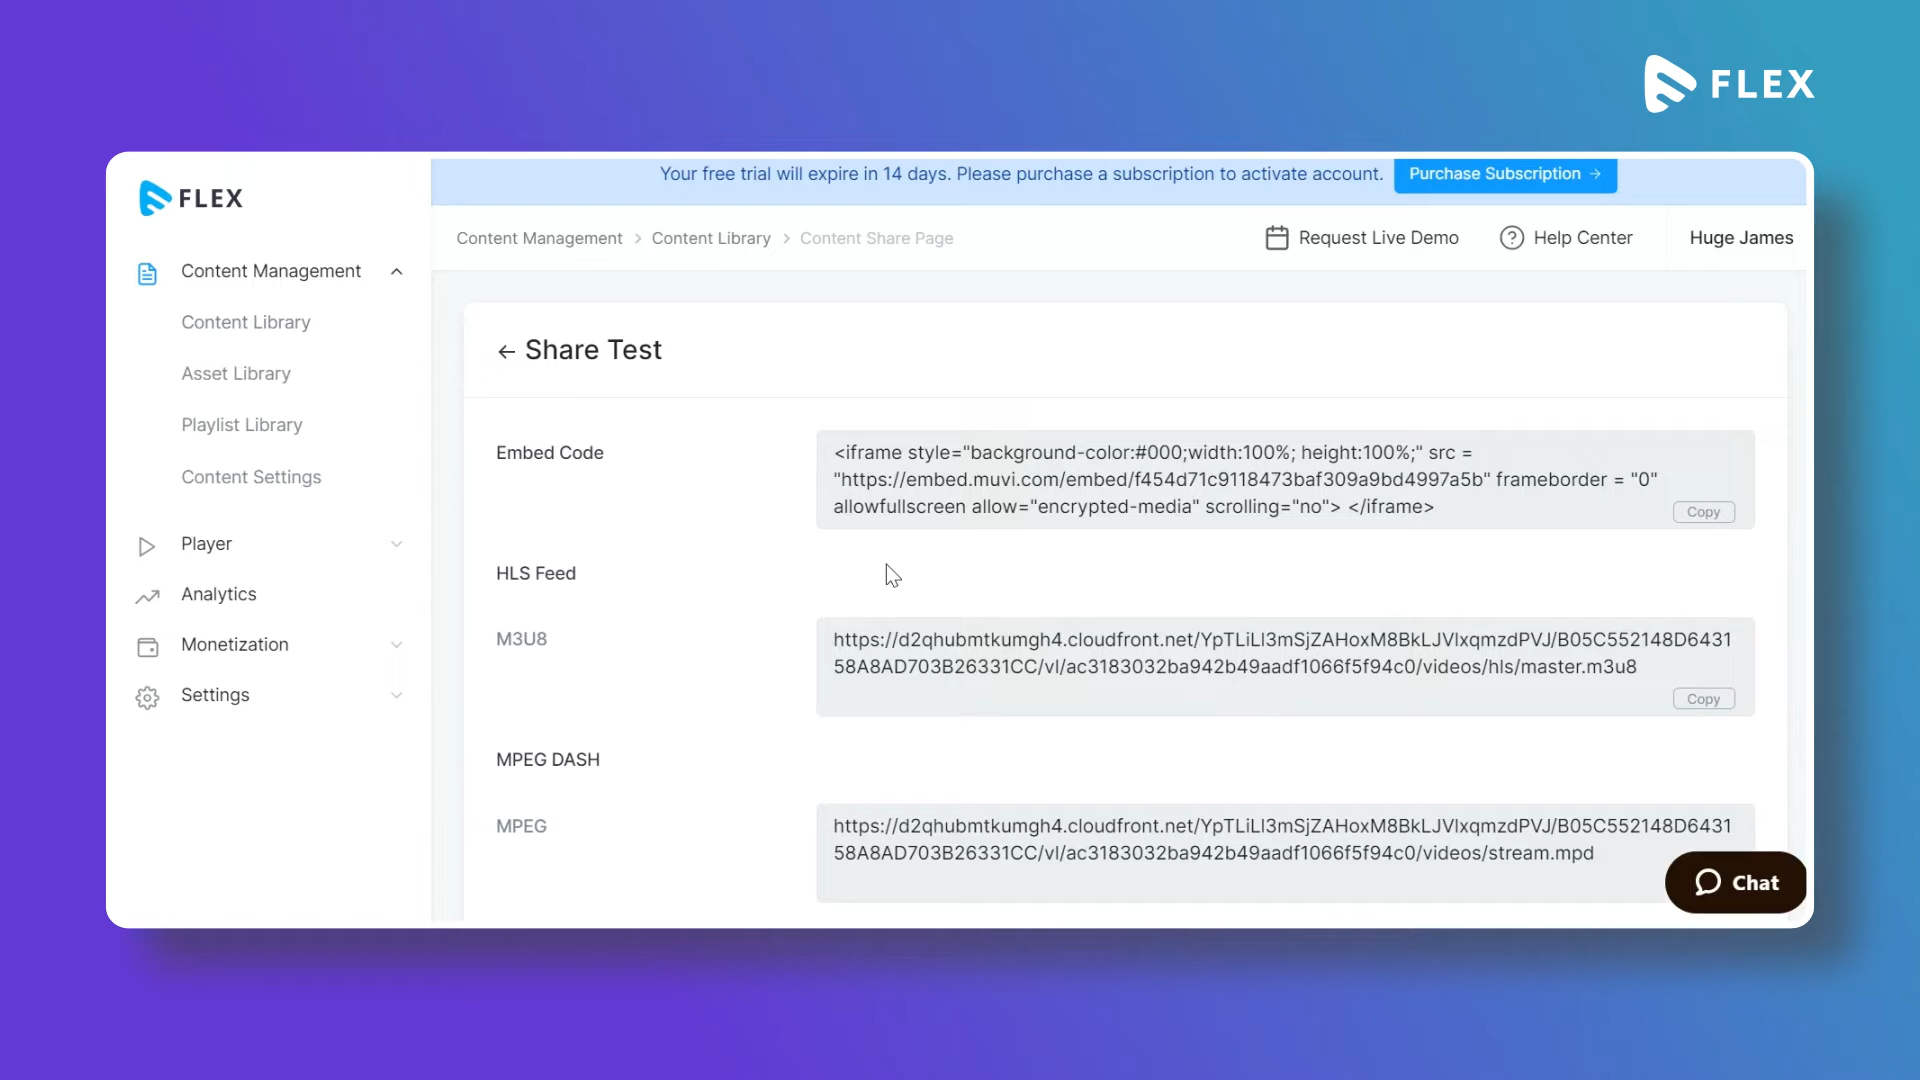 FLEX
FLEX
Your free trial will expire in 14 days. Please purchase a subscription to activate account.
Purchase Subscription →
Content Management > Content Library > Content Share Page
Request Live Demo
Help Center
Huge James
Content Management
Content Library
Asset Library
Playlist Library
Content Settings
Player
Analytics
Monetization
Settings
← Share Test
Embed Code
<iframe style="background-color:#000;width:100%; height:100%;" src =
"https://embed.muvi.com/embed/f454d71c9118473baf309a9bd4997a5b" frameborder = "0"
allowfullscreen allow="encrypted-media" scrolling="no"> </iframe>
Copy
HLS Feed
M3U8
https://d2qhubmtkumgh4.cloudfront.net/YpTLiLl3mSjZAHoxM8BkLJVlxqmzdPVJ/B05C552148D6431
58A8AD703B26331CC/vl/ac3183032ba942b49aadf1066f5f94c0/videos/hls/master.m3u8
Copy
MPEG DASH
MPEG
https://d2qhubmtkumgh4.cloudfront.net/YpTLiLl3mSjZAHoxM8BkLJVlxqmzdPVJ/B05C552148D6431
58A8AD703B26331CC/vl/ac3183032ba942b49aadf1066f5f94c0/videos/stream.mpd
Chat